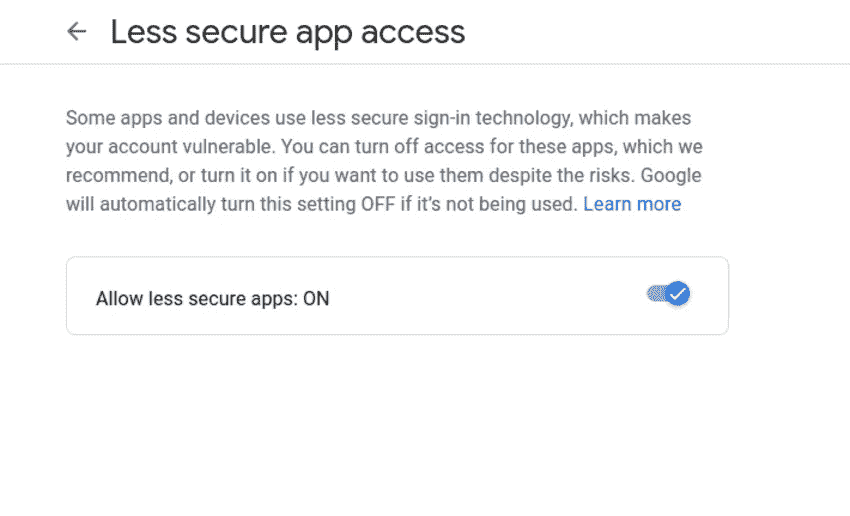 Less secure app access
Some apps and devices use less secure sign-in technology, which makes
your account vulnerable. You can turn off access for these apps, which we
recommend, or turn it on if you want to use them despite the risks. Google
will automatically turn this setting OFF if it’s not being used. Learn more
Allow less secure apps: ON